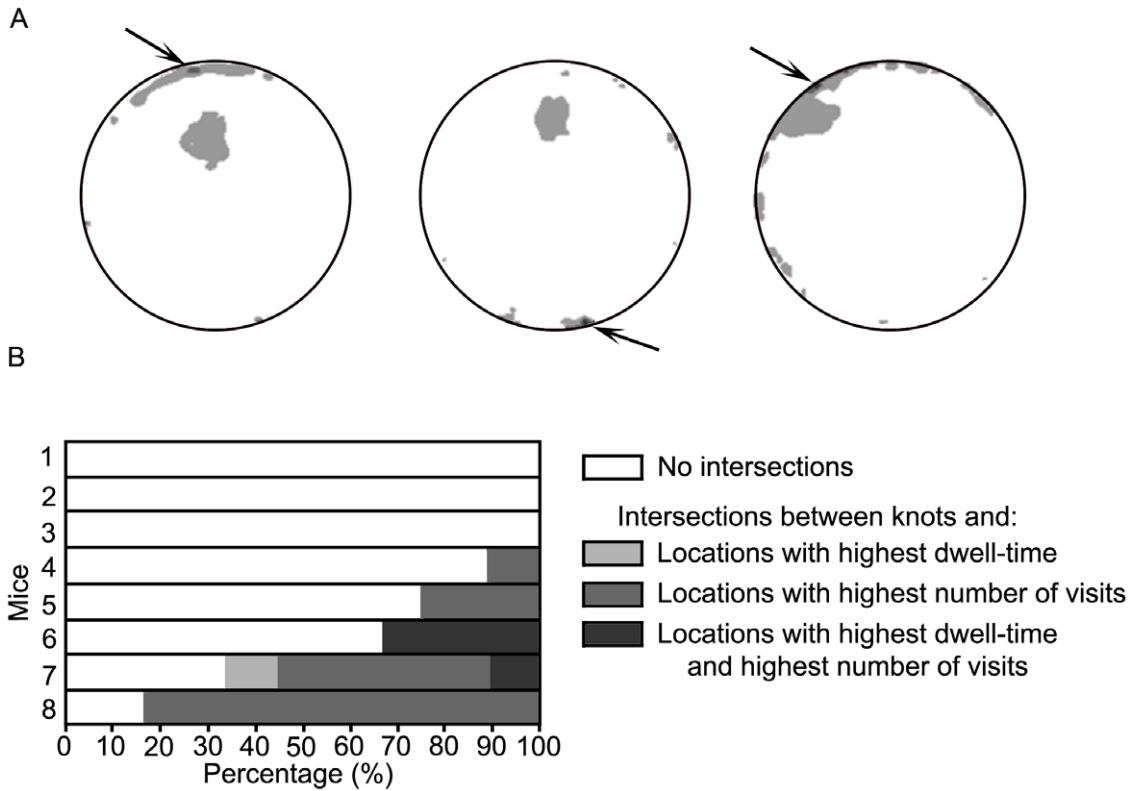 A
B
Mice
1
2
3
4
5
6
7
8
0 10 20 30 40 50 60 70 80 90 100
Percentage (%)
No intersections
Intersections between knots and:
Locations with highest dwell-time
Locations with highest number of visits
Locations with highest dwell-time
and highest number of visits